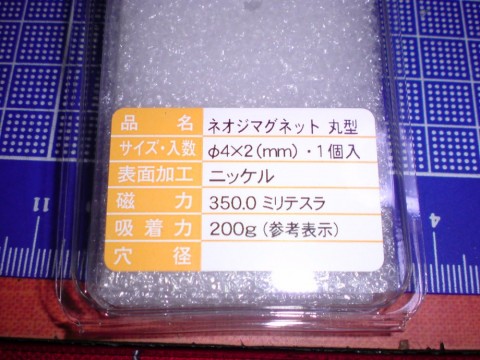 品名 ネオジマグネット 丸型
サイズ・入数 φ4×2(mm)・1個入
表面加工 ニッケル
磁力 350.0 ミリテスラ
吸着力 200g(参考表示)
穴径
11
4